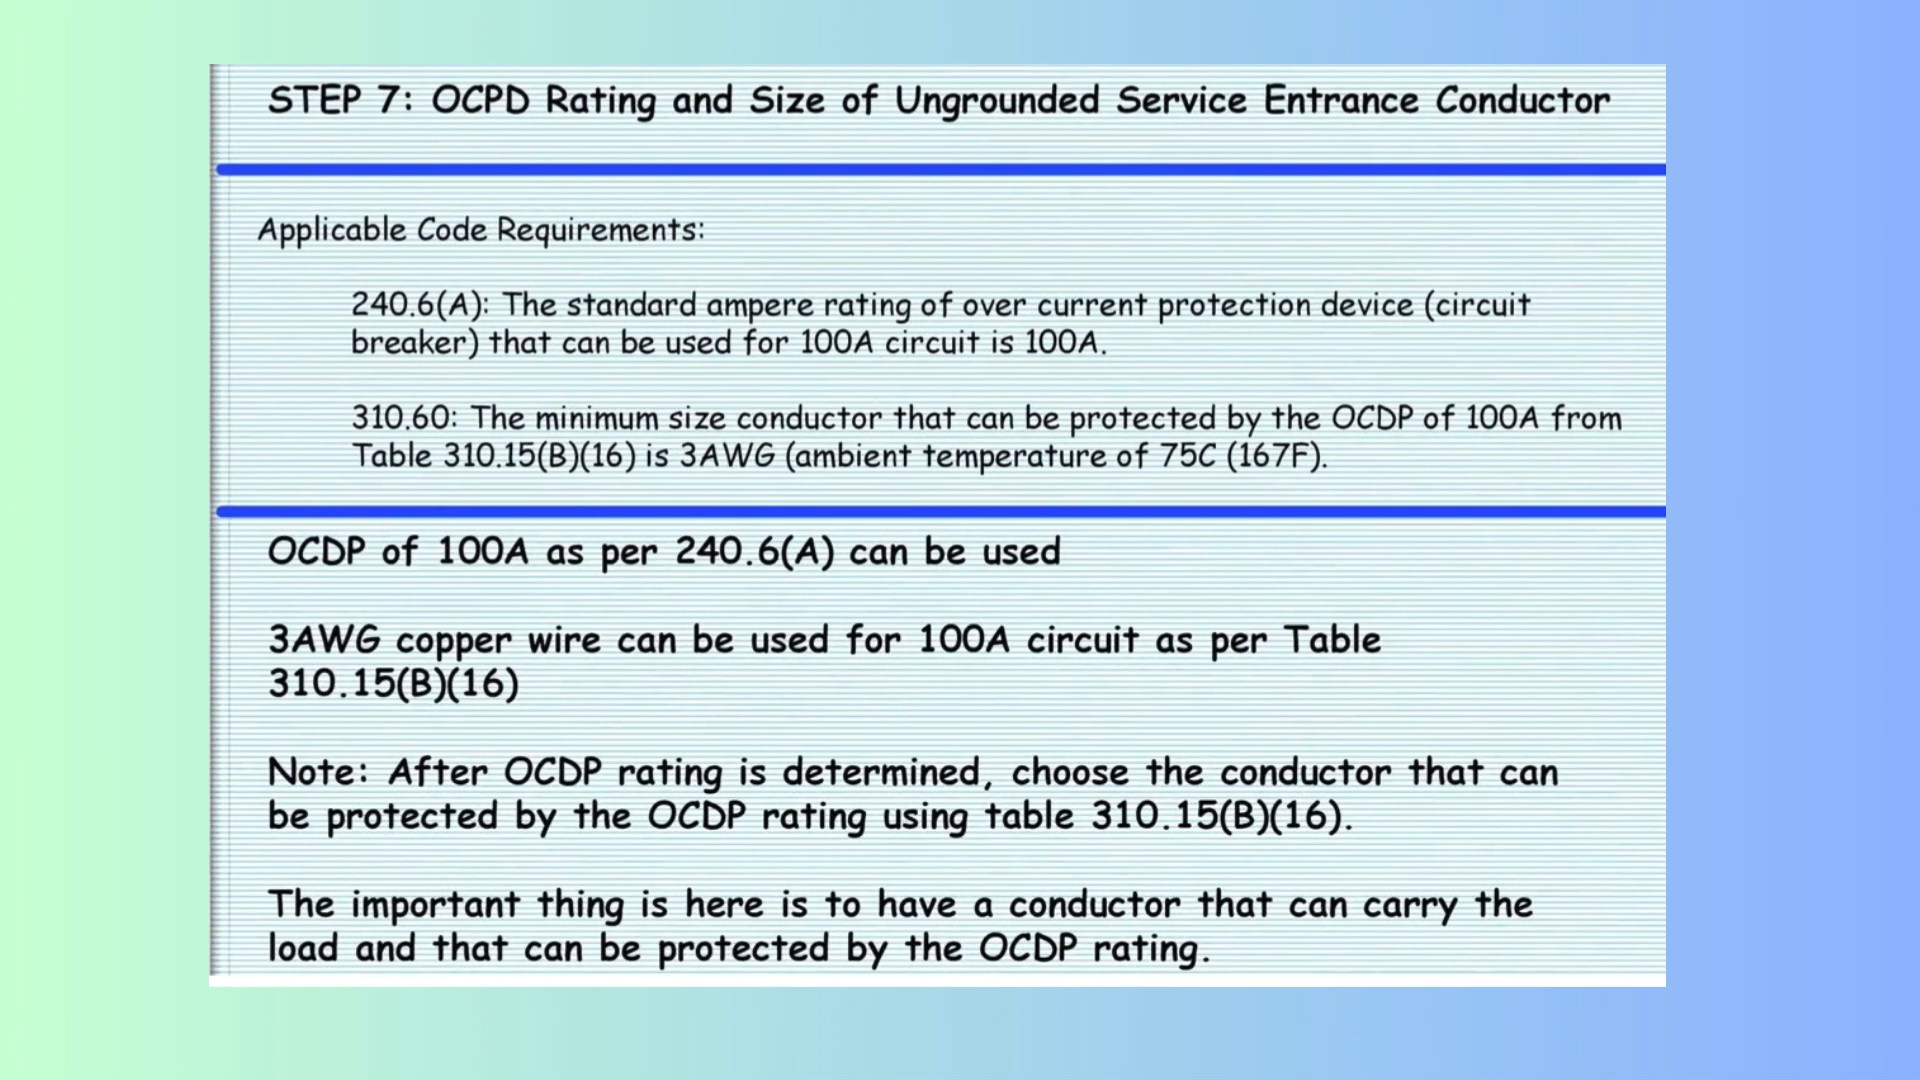 STEP 7: OCPD Rating and Size of Ungrounded Service Entrance Conductor
Applicable Code Requirements:
240.6(A): The standard ampere rating of over current protection device (circuit
breaker) that can be used for 100A circuit is 100A.
310.60: The minimum size conductor that can be protected by the OCDP of 100A from
Table 310.15(B)(16) is 3AWG (ambient temperature of 75C (167F).
OCDP of 100A as per 240.6(A) can be used
3AWG copper wire can be used for 100A circuit as per Table
310.15(B)(16)
Note: After OCDP rating is determined, choose the conductor that can
be protected by the OCDP rating using table 310.15(B)(16).
The important thing is here is to have a conductor that can carry the
load and that can be protected by the OCDP rating.